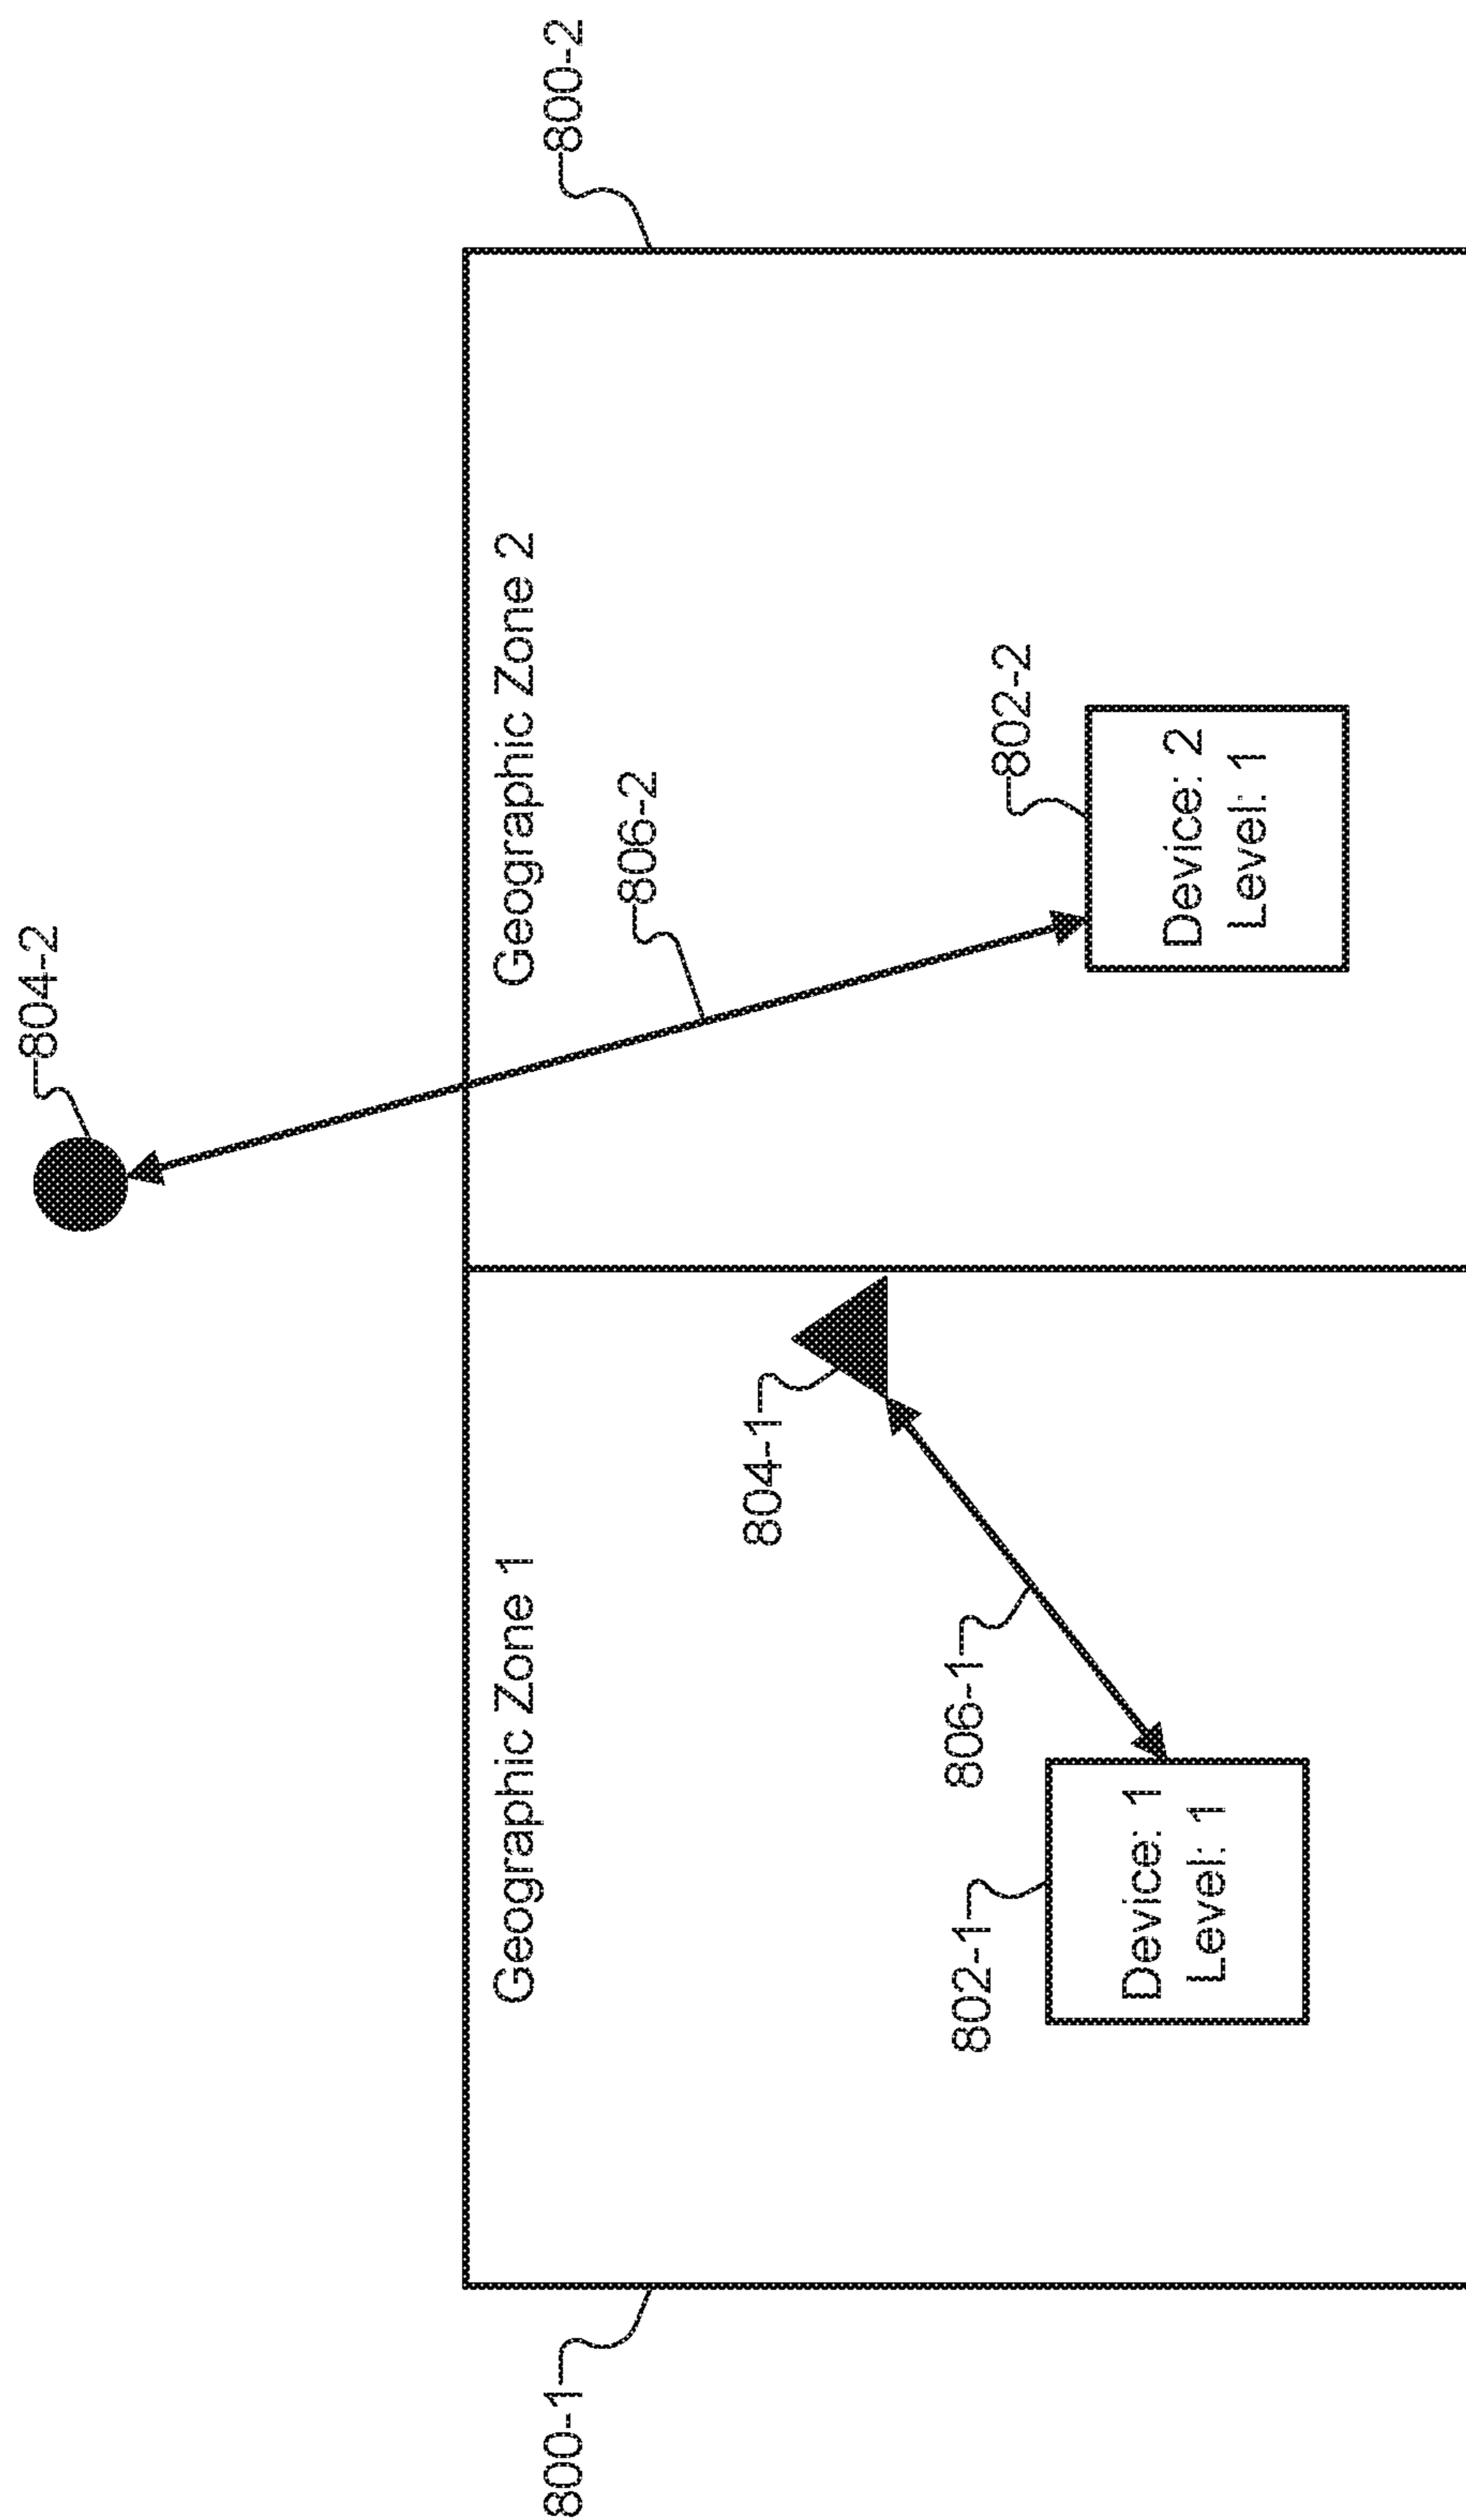 804-2
800-1
800-2
Geographic Zone 1
Geographic Zone 2
806-2
804-1
806-1
802-1
802-2
Device: 1
Level: 1
Device: 2
Level: 1